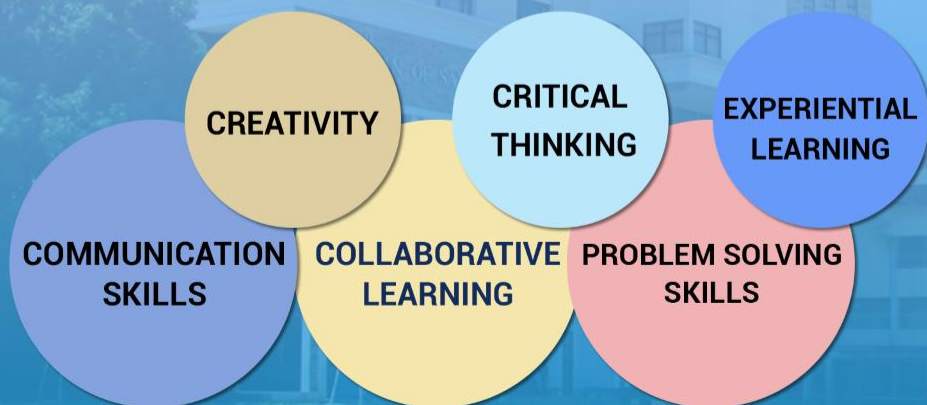 CREATIVITY
CRITICAL
THINKING
EXPERIENTIAL
LEARNING
COMMUNICATION
SKILLS
COLLABORATIVE
LEARNING
PROBLEM SOLVING
SKILLS